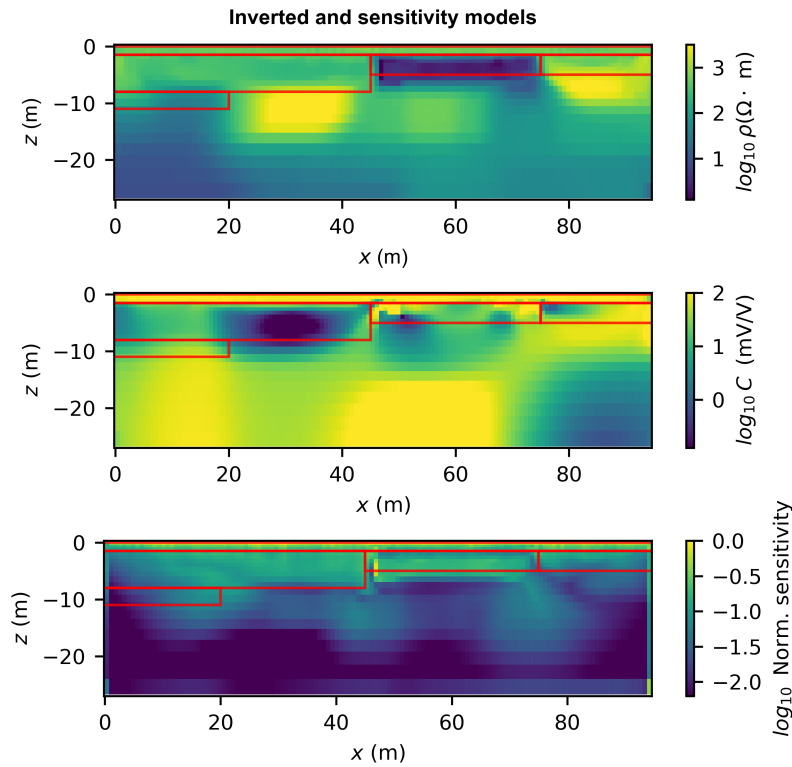 Inverted and sensitivity models
0
−10
−20
z (m)
0 20 40 60 80
x (m)
3
2
1
log₁₀ ρ(Ω · m)
0
−10
−20
z (m)
0 20 40 60 80
x (m)
2
1
0
log₁₀ C (mV/V)
0
−10
−20
z (m)
0 20 40 60 80
x (m)
0.0
−0.5
−1.0
−1.5
−2.0
log₁₀ Norm. sensitivity